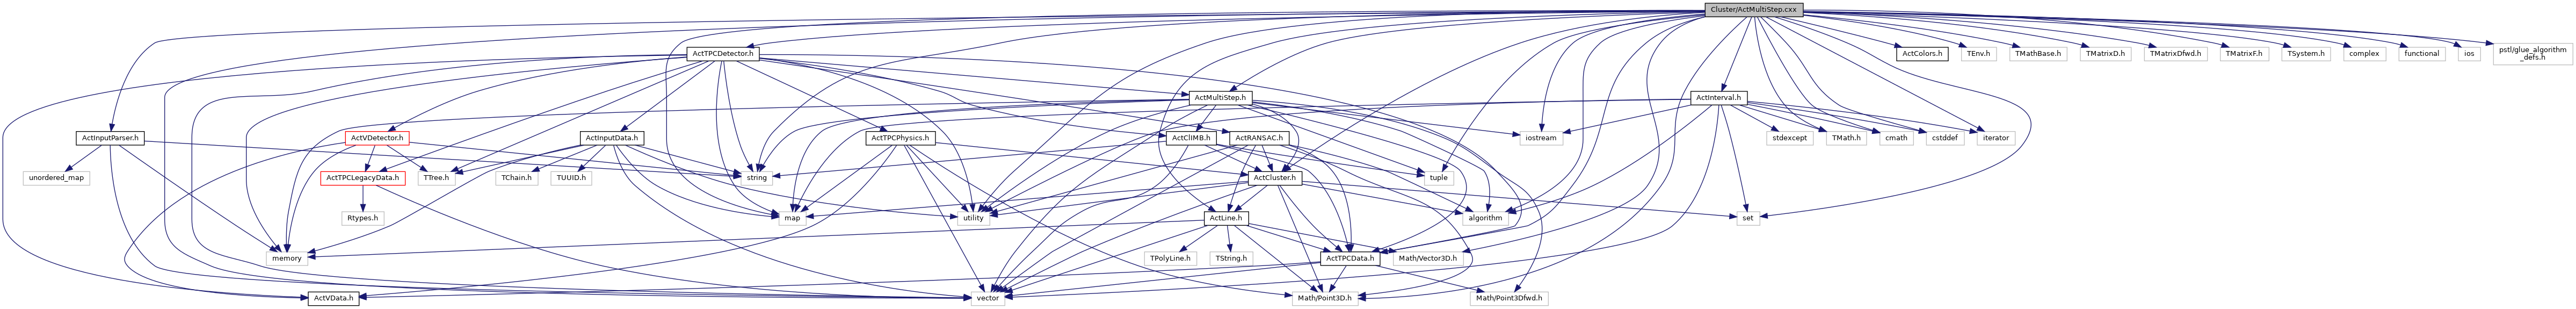 Cluster/ActMultiStep.cxx
ActTPCDetector.h
ActColors.h
TEnv.h
TMathBase.h
TMatrixD.h
TMatrixDfwd.h
TMatrixF.h
TSystem.h
complex
functional
ios
pstl/glue_algorithm
_defs.h
ActMultiStep.h
ActInterval.h
ActInputParser.h
ActVDetector.h
ActInputData.h
ActTPCPhysics.h
ActCIIMB.h
ActRANSAC.h
iostream
stdexcept
TMath.h
cmath
cstddef
iterator
unordered_map
ActTPCLegacyData.h
TTree.h
TChain.h
TUUID.h
string
ActCluster.h
tuple
Rtypes.h
map
utility
ActLine.h
algorithm
set
memory
TPolyLine.h
TString.h
ActTPCData.h
Math/Vector3D.h
ActVData.h
vector
Math/Point3D.h
Math/Point3Dfwd.h